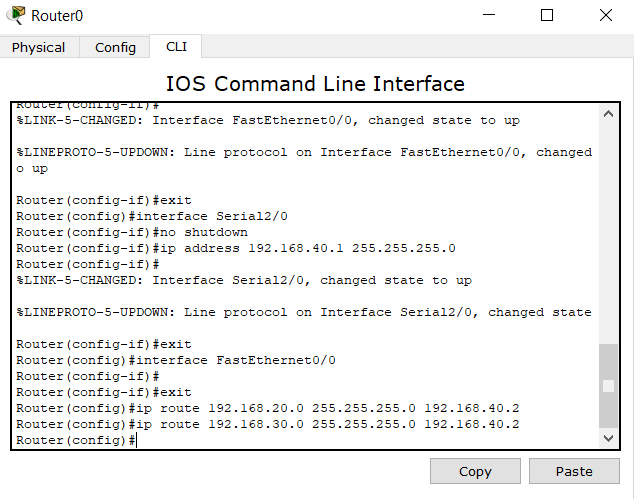 Router0
Physical Config CLI
IOS Command Line Interface
Router(config-if)#
%LINK-5-CHANGED: Interface FastEthernet0/0, changed state to up
%LINEPROTO-5-UPDOWN: Line protocol on Interface FastEthernet0/0, changed
o up
Router(config-if)#exit
Router(config)#interface Serial2/0
Router(config-if)#no shutdown
Router(config-if)#ip address 192.168.40.1 255.255.255.0
Router(config-if)#
%LINK-5-CHANGED: Interface Serial2/0, changed state to up
%LINEPROTO-5-UPDOWN: Line protocol on Interface Serial2/0, changed state
Router(config-if)#exit
Router(config)#interface FastEthernet0/0
Router(config-if)#
Router(config-if)#exit
Router(config)#ip route 192.168.20.0 255.255.255.0 192.168.40.2
Router(config)#ip route 192.168.30.0 255.255.255.0 192.168.40.2
Router(config)#
Copy Paste